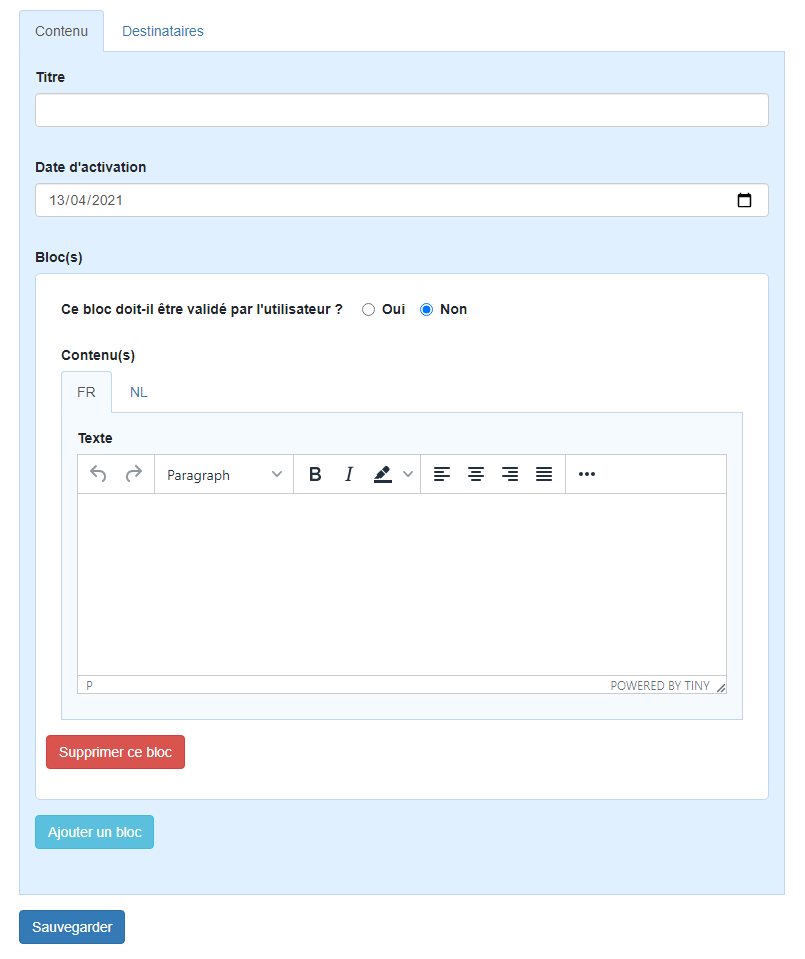 Contenu Destinataires
Titre
Date d'activation
13/04/2021
Bloc(s)
Ce bloc doit-il être validé par l'utilisateur ? Oui Non
Contenu(s)
FR NL
Texte
Paragraph B I
P POWERED BY TINY
Supprimer ce bloc
Ajouter un bloc
Sauvegarder